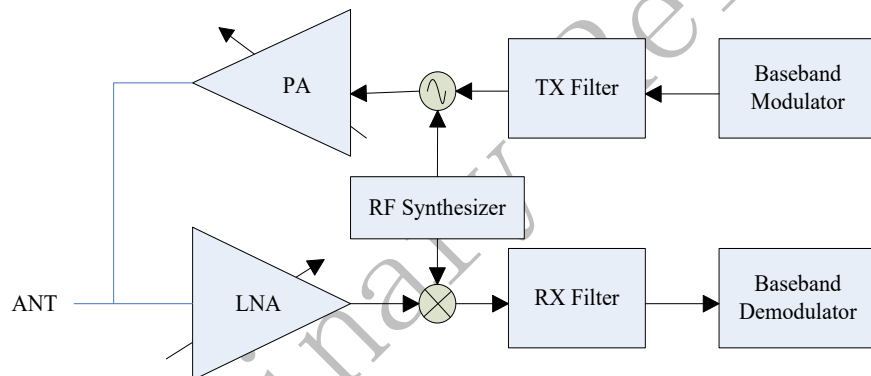 PA
TX Filter
Baseband
Modulator
RF Synthesizer
ANT
LNA
RX Filter
Baseband
Demodulator